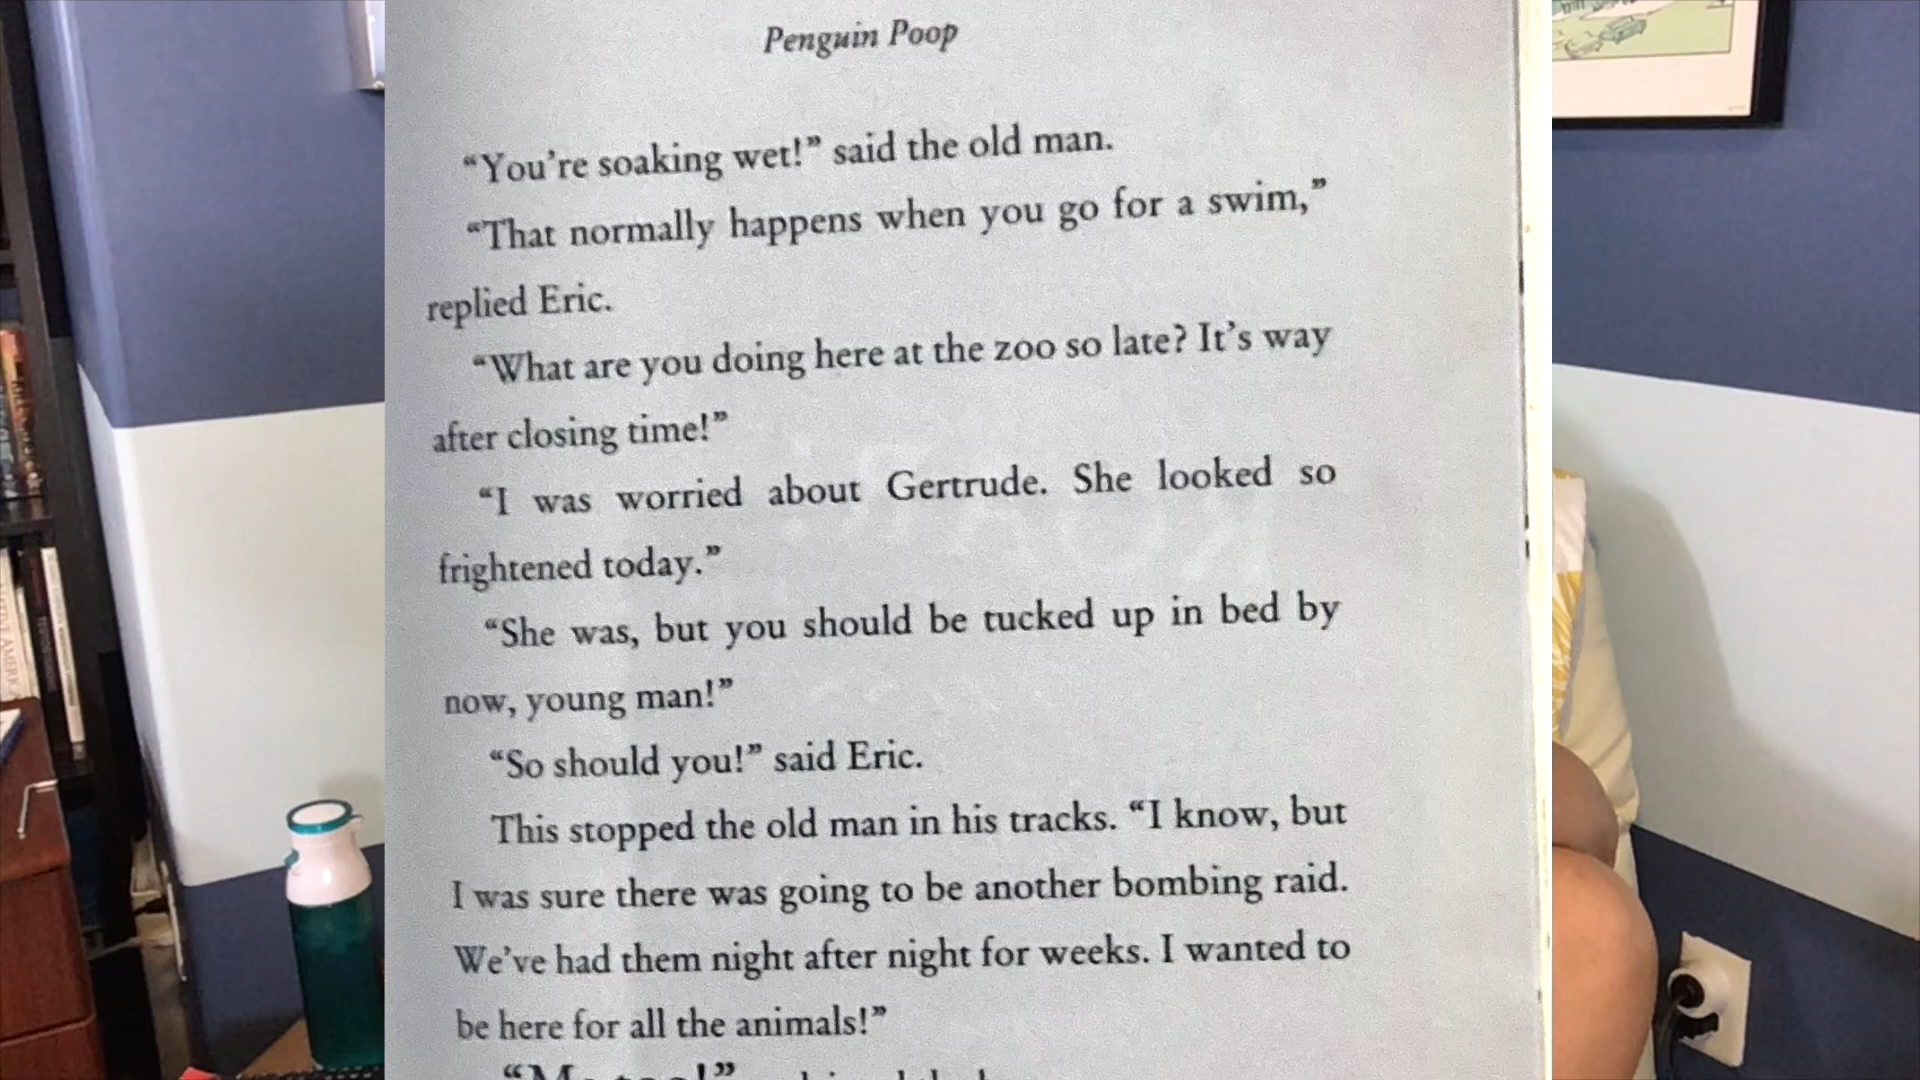 Penguin Poop
“You’re soaking wet!” said the old man.
“That normally happens when you go for a swim,”
replied Eric.
“What are you doing here at the zoo so late? It’s way
after closing time!”
“I was worried about Gertrude. She looked so
frightened today.”
“She was, but you should be tucked up in bed by
now, young man!”
“So should you!” said Eric.
This stopped the old man in his tracks. “I know, but
I was sure there was going to be another bombing raid.
We’ve had them night after night for weeks. I wanted to
be here for all the animals!”